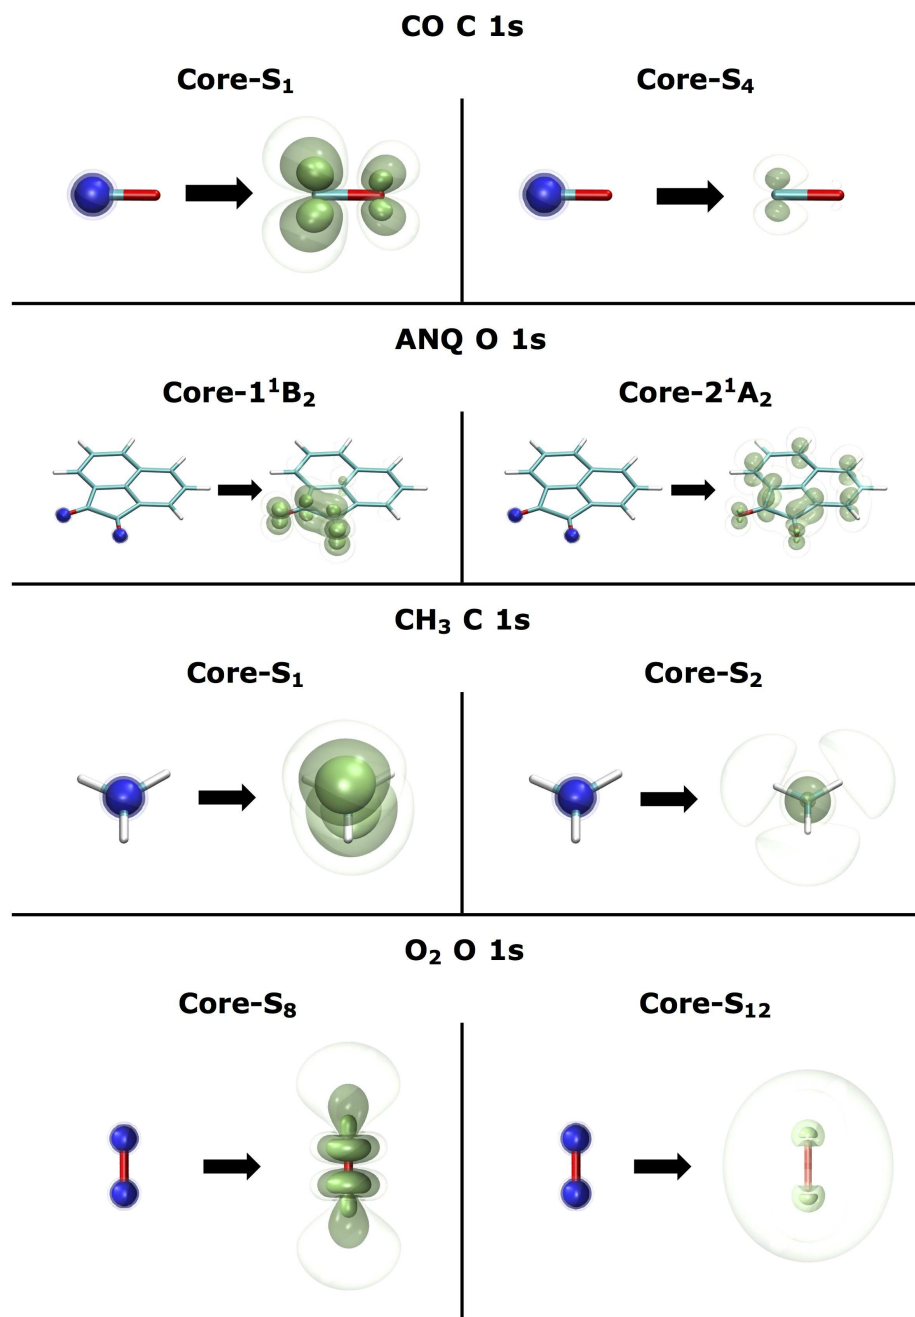 CO C 1s
Core-S₁
Core-S₄
ANQ O 1s
Core-1¹B₂
Core-2¹A₂
CH₃ C 1s
Core-S₁
Core-S₂
O₂ O 1s
Core-S₈
Core-S₁₂